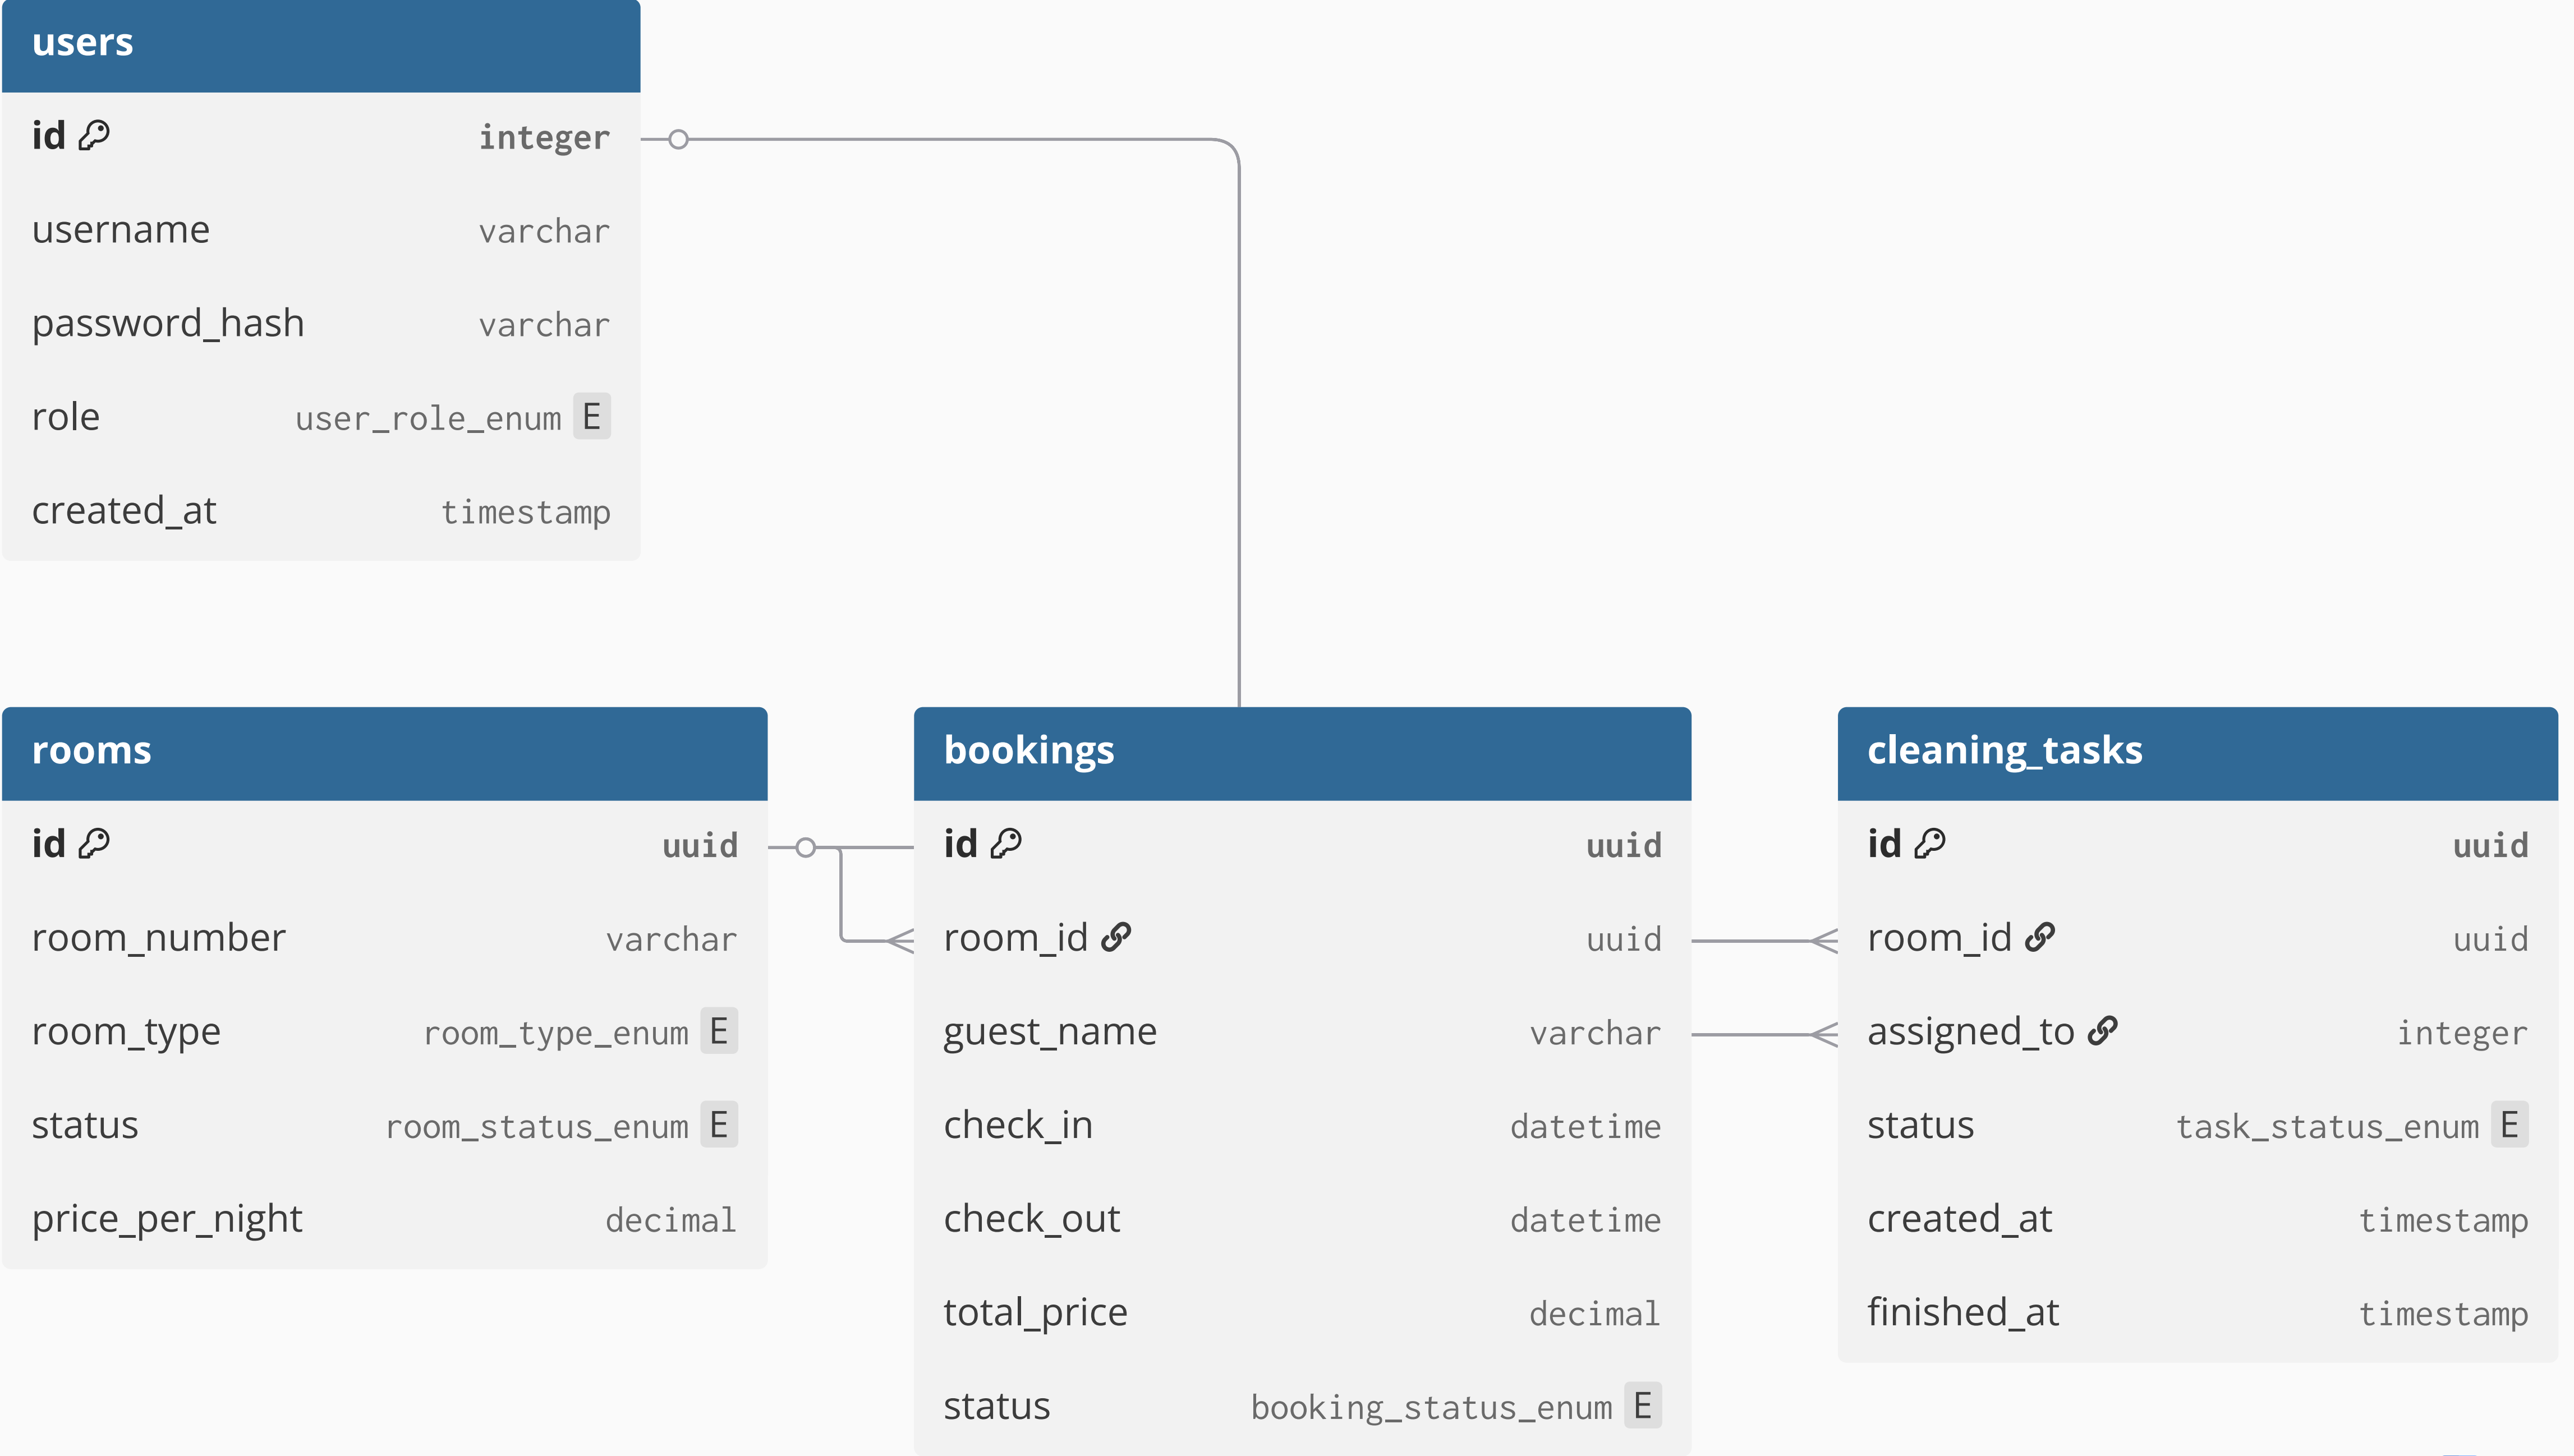 users
id integer
username varchar
password_hash varchar
role user_role_enum E
created_at timestamp
rooms
id uuid
room_number varchar
room_type room_type_enum E
status room_status_enum E
price_per_night decimal
bookings
id uuid
room_id uuid
guest_name varchar
check_in datetime
check_out datetime
total_price decimal
status booking_status_enum E
cleaning_tasks
id uuid
room_id uuid
assigned_to integer
status task_status_enum E
created_at timestamp
finished_at timestamp